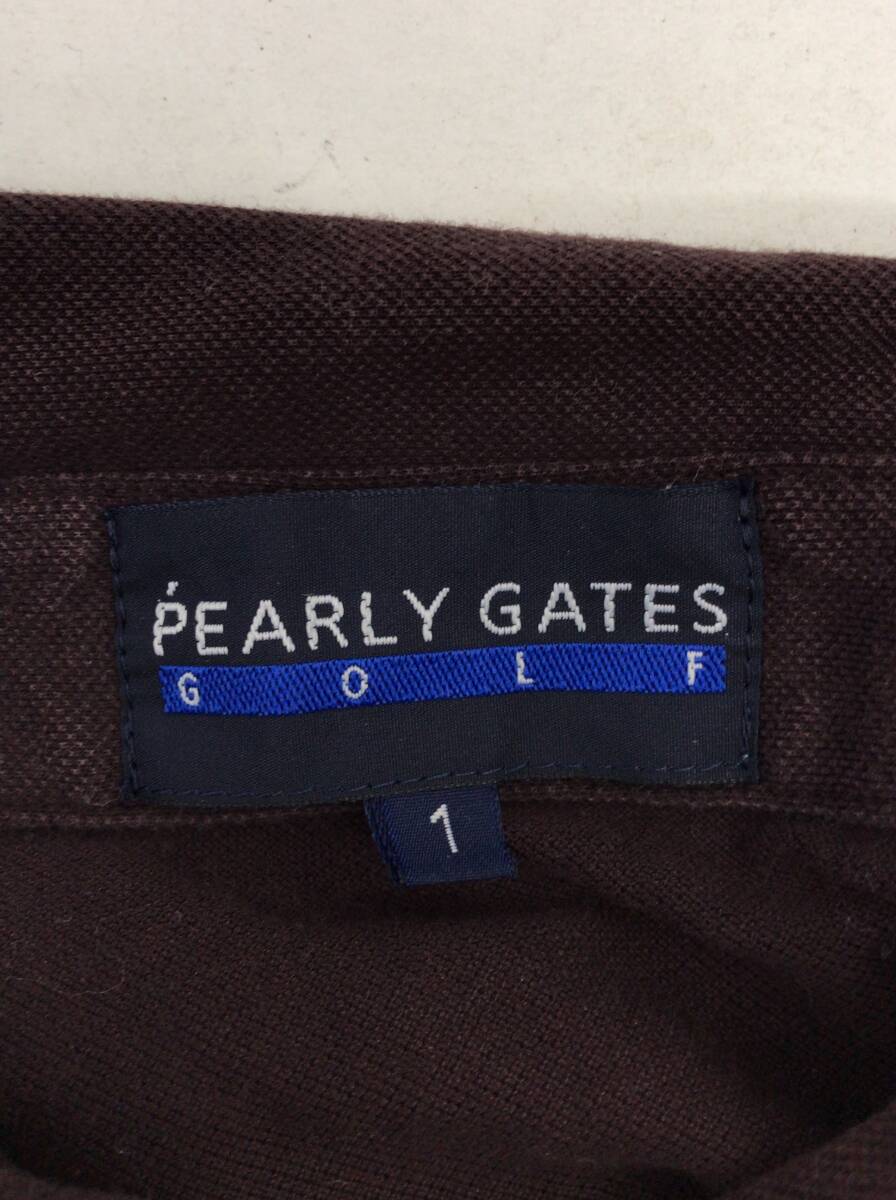 PEARLY GATES
G O L F
1